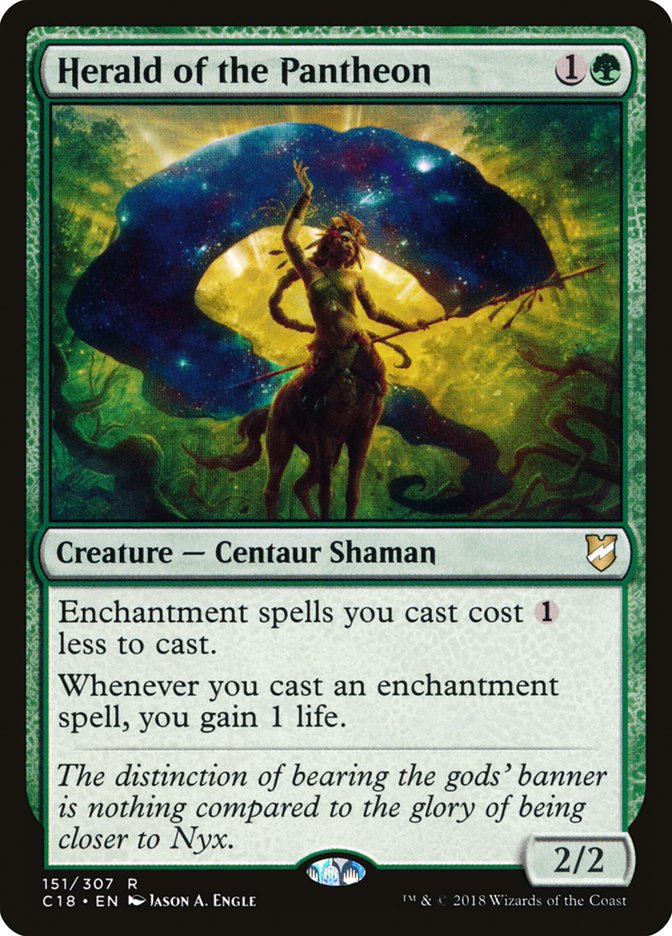 Herald of the Pantheon 1
Creature — Centaur Shaman
Enchantment spells you cast cost 1
less to cast.
Whenever you cast an enchantment
spell, you gain 1 life.
The distinction of bearing the gods' banner
is nothing compared to the glory of being
closer to Nyx.
2/2
151/307 R
C18 • EN Jason A. Engle
™ & © 2018 Wizards of the Coast